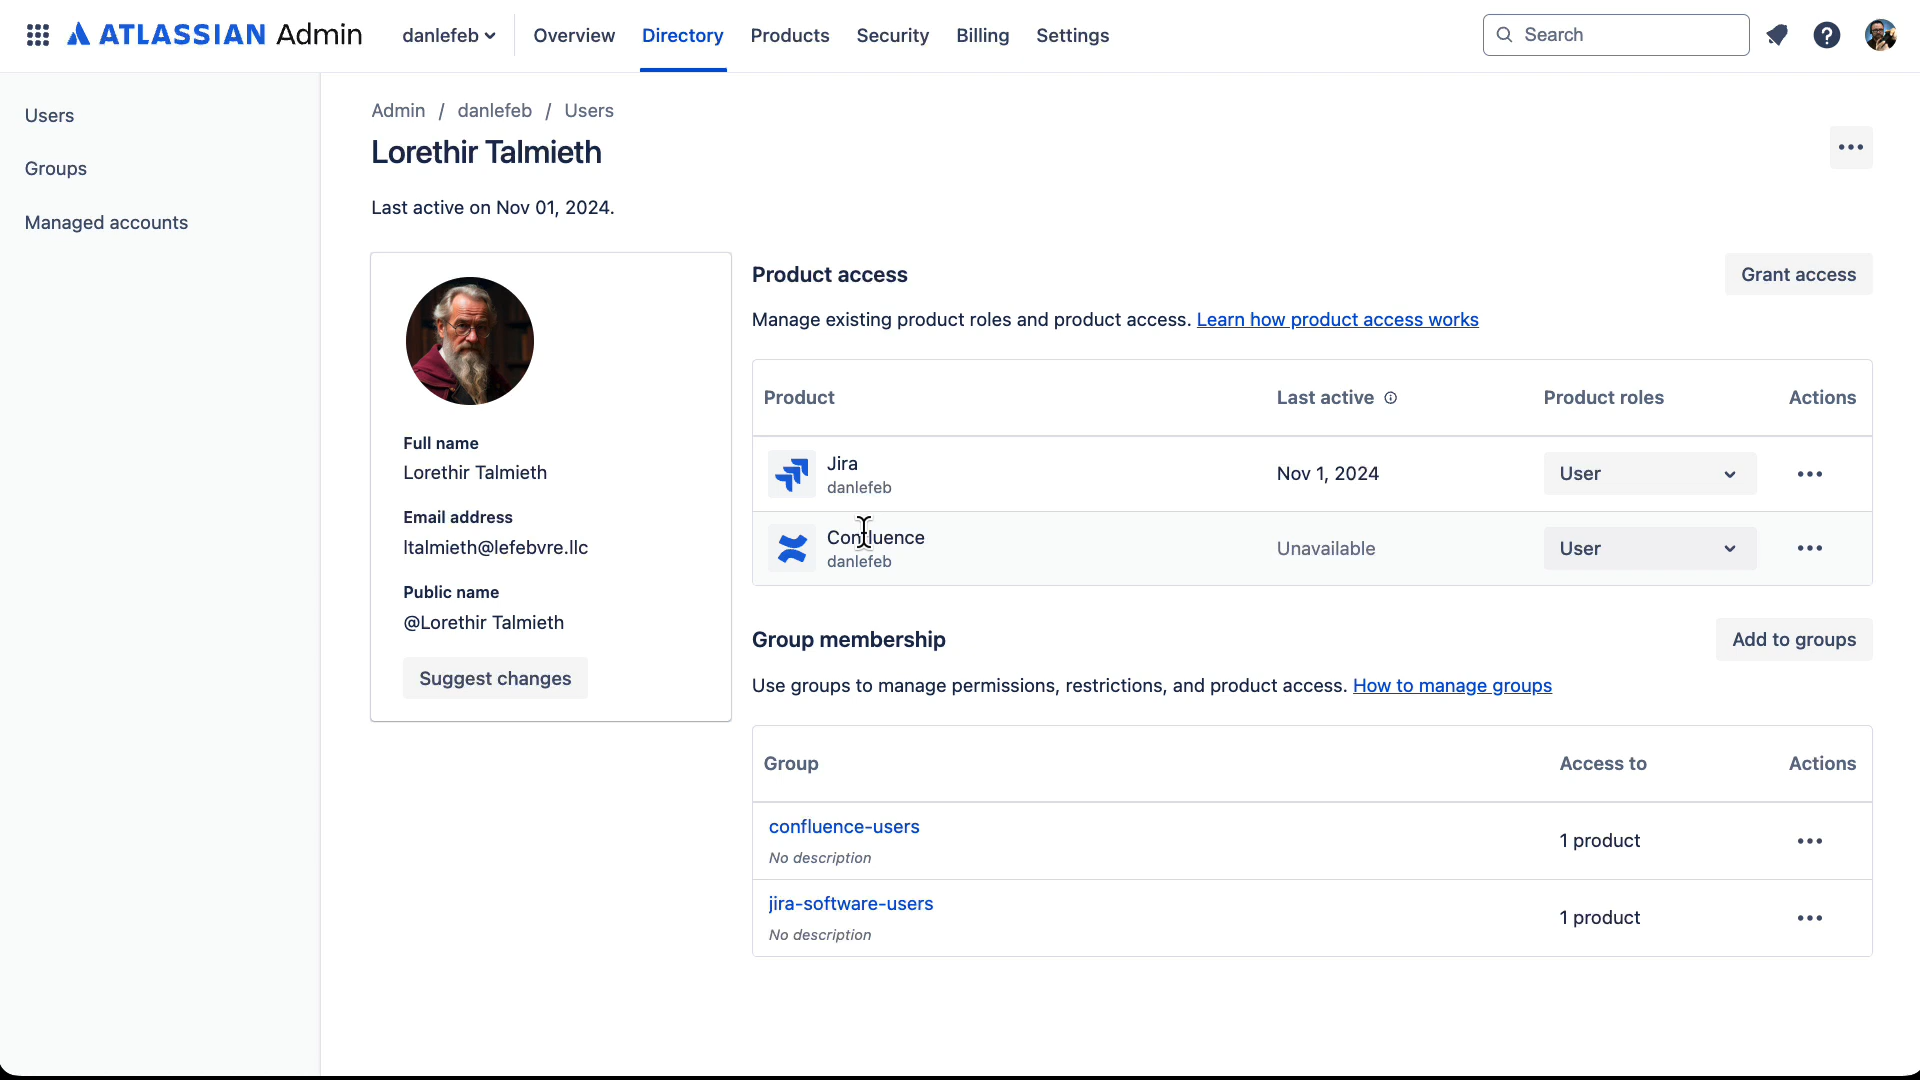 ATLASSIAN Admin
danlefeb
Overview
Directory
Products
Security
Billing
Settings
Search
Users
Groups
Managed accounts
Admin / danlefeb / Users
Lorethir Talmieth
Last active on Nov 01, 2024.
Full name
Lorethir Talmieth
Email address
ltalmieth@lefebvre.llc
Public name
@Lorethir Talmieth
Suggest changes
Product access
Grant access
Manage existing product roles and product access. Learn how product access works
Product Last active Product roles Actions
Jira
danlefeb
Nov 1, 2024
User
Confluence
danlefeb
Unavailable
User
Group membership
Add to groups
Use groups to manage permissions, restrictions, and product access. How to manage groups
Group Access to Actions
confluence-users
No description
1 product
jira-software-users
No description
1 product